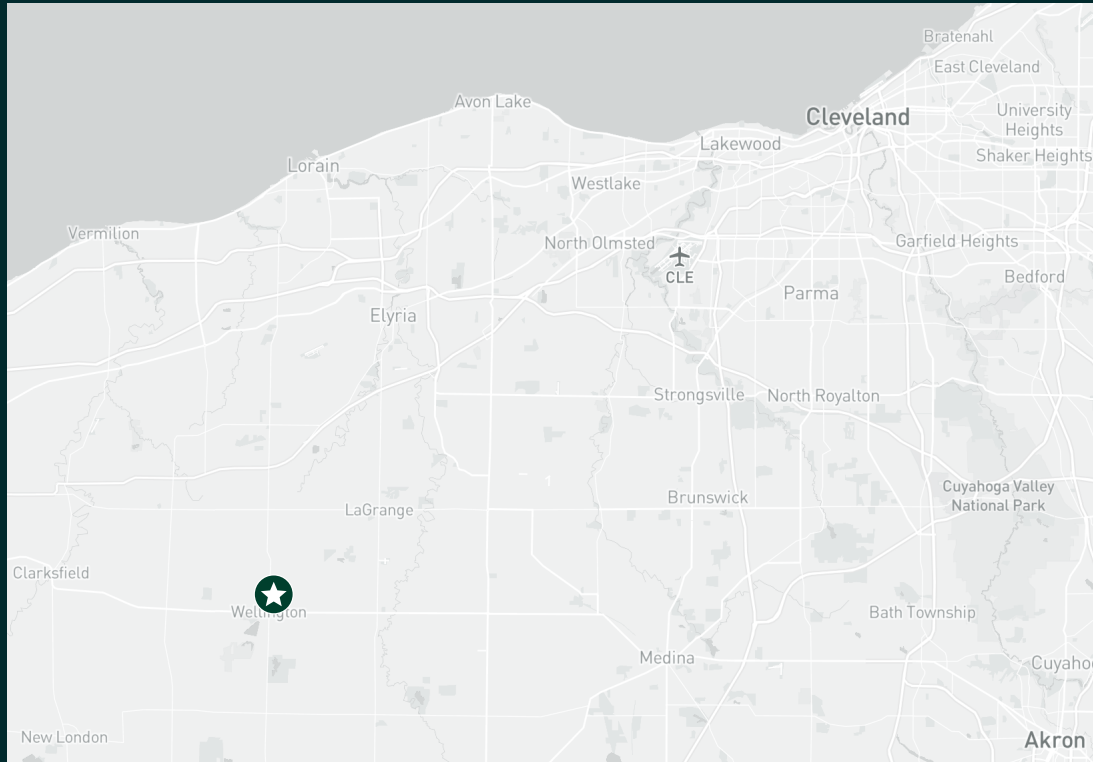 Bratenahl
East Cleveland
Avon Lake
Cleveland
University
Heights
Lakewood
Shaker Heights
Lorain
Westlake
Vermilion
North Olmsted
Garfield Heights
CLE
Bedford
Parma
Elyria
Strongsville
North Royalton
Cuyahoga Valley
National Park
Brunswick
LaGrange
Clarksfield
Wellington
Bath Township
Medina
Cuyaho
New London
Akron